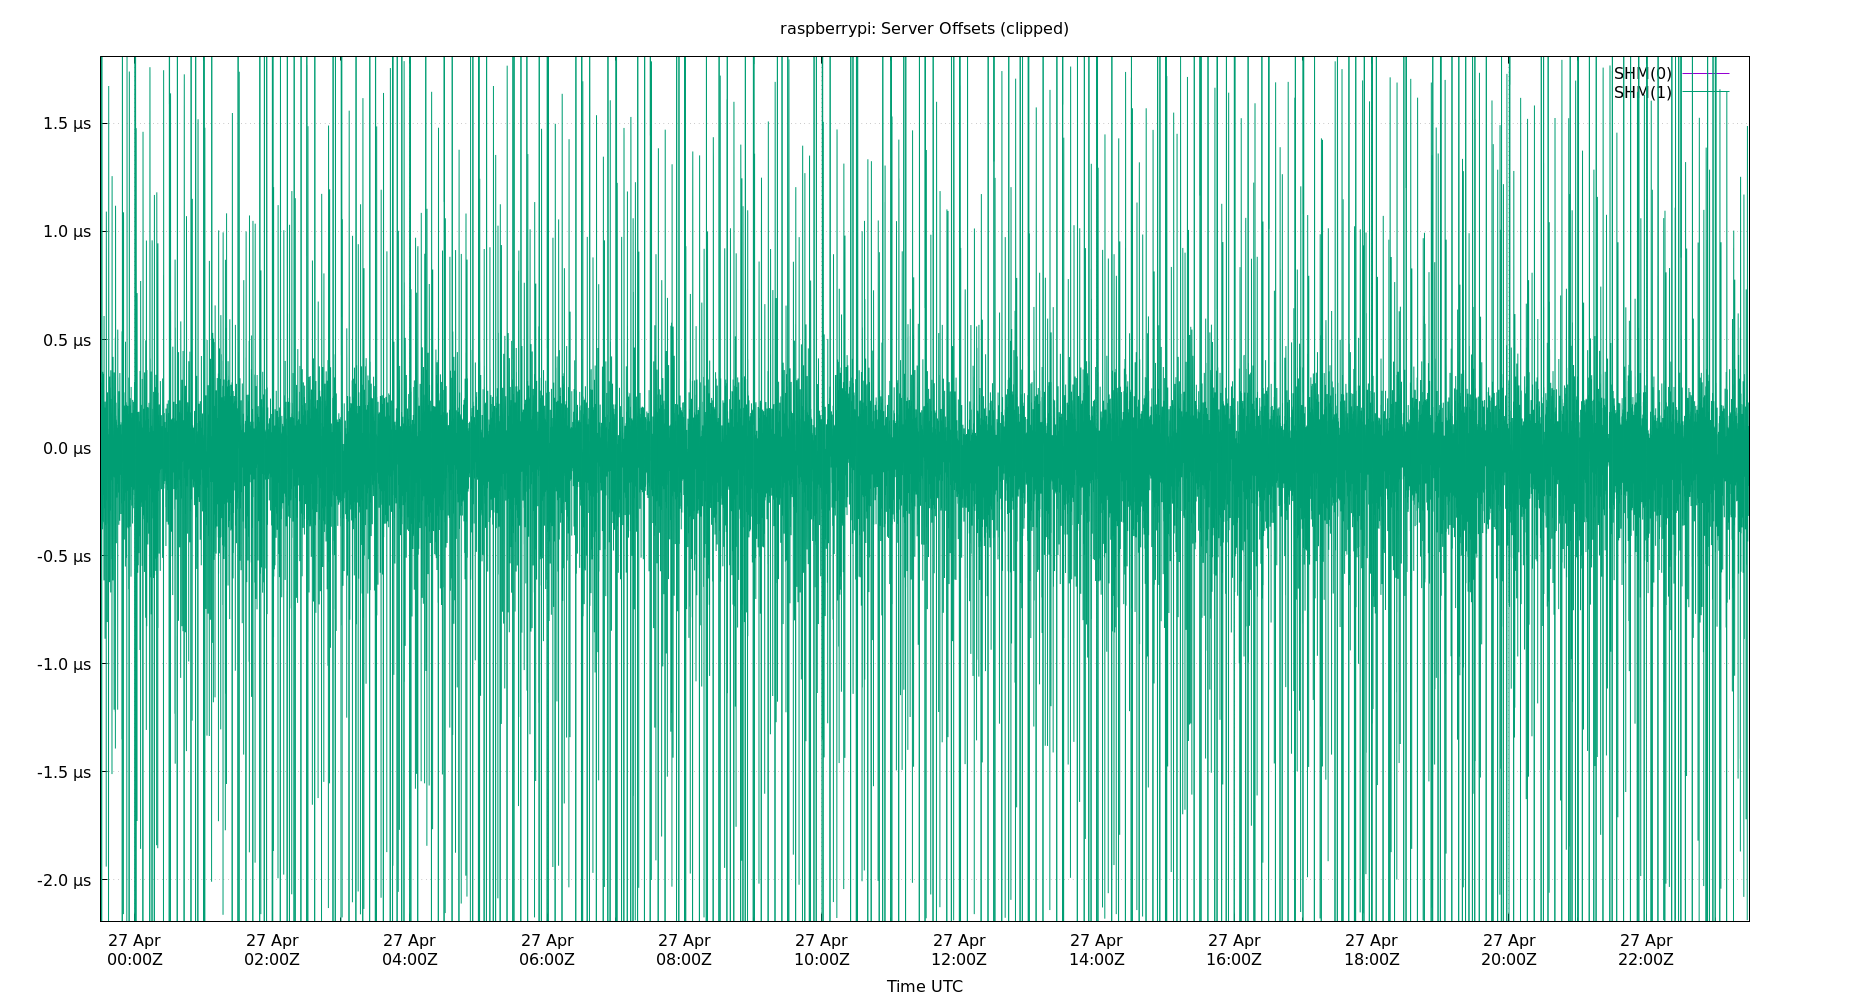 raspberrypi: Server Offsets (clipped)
SHM(0)
SHM(1)
1.5 µs
1.0 µs
0.5 µs
0.0 µs
-0.5 µs
-1.0 µs
-1.5 µs
-2.0 µs
27 Apr 27 Apr 27 Apr 27 Apr 27 Apr 27 Apr 27 Apr 27 Apr 27 Apr 27 Apr 27 Apr 27 Apr
00:00Z 02:00Z 04:00Z 06:00Z 08:00Z 10:00Z 12:00Z 14:00Z 16:00Z 18:00Z 20:00Z 22:00Z
Time UTC